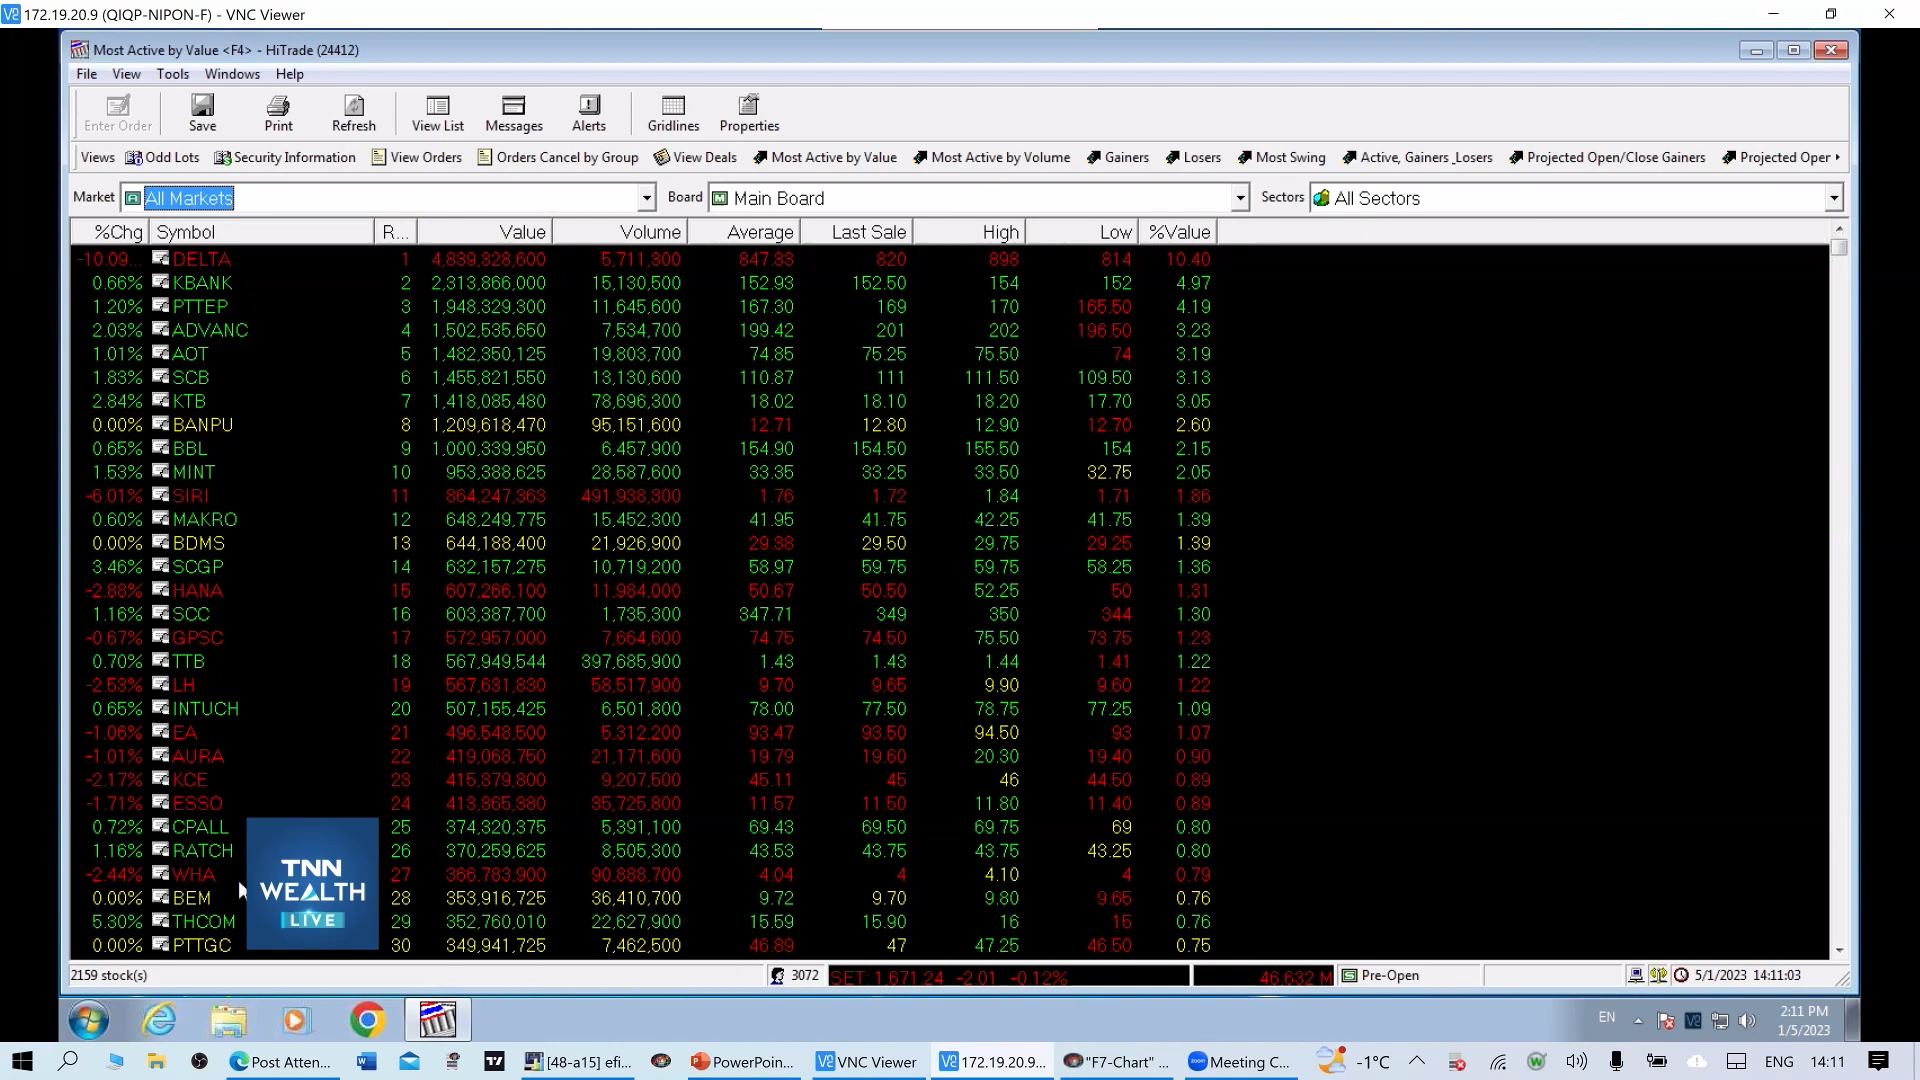 172.19.20.9 (QIQP-NIPON-F) - VNC Viewer
Most Active by Value <F4> - HiTrade (24412)
File View Tools Windows Help
Enter Order Save Print Refresh View List Messages Alerts Gridlines Properties
Views Odd Lots Security Information View Orders Orders Cancel by Group View Deals Most Active by Value Most Active by Volume Gainers Losers Most Swing Active, Gainers _Losers Projected Open/Close Gainers Projected Oper
Market All Markets Board Main Board Sectors All Sectors
%Chg Symbol R... Value Volume Average Last Sale High Low %Value
-10.09... DELTA 1 4,839,328,600 5,711,300 847.33 820 898 814 10.40
0.66% KBANK 2 2,313,866,000 15,130,500 152.93 152.50 154 152 4.97
1.20% PTTEP 3 1,948,329,300 11,645,600 167.30 169 170 165.50 4.19
2.03% ADVANC 4 1,502,535,650 7,534,700 199.42 201 202 196.50 3.23
1.01% AOT 5 1,482,350,125 19,803,700 74.85 75.25 75.50 74 3.19
1.83% SCB 6 1,455,821,550 13,130,600 110.87 111 111.50 109.50 3.13
2.84% KTB 7 1,418,085,480 78,696,300 18.02 18.10 18.20 17.70 3.05
0.00% BANPU 8 1,209,618,470 95,151,600 12.71 12.80 12.90 12.70 2.60
0.65% BBL 9 1,000,339,950 6,457,900 154.90 154.50 155.50 154 2.15
1.53% MINT 10 953,388,625 28,587,600 33.35 33.25 33.50 32.75 2.05
-6.01% SIRI 11 864,247,363 491,938,300 1.76 1.72 1.84 1.71 1.86
0.60% MAKRO 12 648,249,775 15,452,300 41.95 41.75 42.25 41.75 1.39
0.00% BDMS 13 644,188,400 21,926,900 29.38 29.50 29.75 29.25 1.39
3.46% SCGP 14 632,157,275 10,719,200 58.97 59.75 59.75 58.25 1.36
-2.88% HANA 15 607,266,100 11,984,000 50.67 50.50 52.25 50 1.31
1.16% SCC 16 603,387,700 1,735,300 347.71 349 350 344 1.30
-0.67% GPSC 17 572,957,000 7,664,600 74.75 74.50 75.50 73.75 1.23
0.70% TTB 18 567,949,544 397,685,900 1.43 1.43 1.44 1.41 1.22
-2.53% LH 19 567,631,830 58,517,900 9.70 9.65 9.90 9.60 1.22
0.65% INTUCH 20 507,155,425 6,501,800 78.00 77.50 78.75 77.25 1.09
-1.06% EA 21 496,548,500 5,312,200 93.47 93.50 94.50 93 1.07
-1.01% AURA 22 419,068,750 21,171,600 19.79 19.60 20.30 19.40 0.90
-2.17% KCE 23 415,379,800 9,207,500 45.11 45 46 44.50 0.89
-1.71% ESSO 24 413,365,380 35,725,800 11.57 11.50 11.80 11.40 0.89
0.72% CPALL 25 374,320,375 5,391,100 69.43 69.50 69.75 69 0.80
1.16% RATCH 26 370,259,625 8,505,300 43.53 43.75 43.75 43.25 0.80
-2.44% WHA 27 366,783,900 90,888,700 4.04 4 4.10 4 0.79
0.00% BEM 28 353,916,725 36,410,700 9.72 9.70 9.80 9.65 0.76
5.30% THCOM 29 352,760,010 22,627,900 15.59 15.90 16 15 0.76
0.00% PTTGC 30 349,941,725 7,462,500 46.89 47 47.25 46.50 0.75
TNN
WEALTH
LIVE
2159 stock(s) 3072 SET: 1,671.24 -2.01 -0.12% 46,632 M Pre-Open 5/1/2023 14:11:03
EN 2:11 PM
1/5/2023
Post Atten... [48-a15] efi... PowerPoin... VNC Viewer 172.19.20.9... "F7-Chart" ... Meeting C... -1°C ENG 14:11